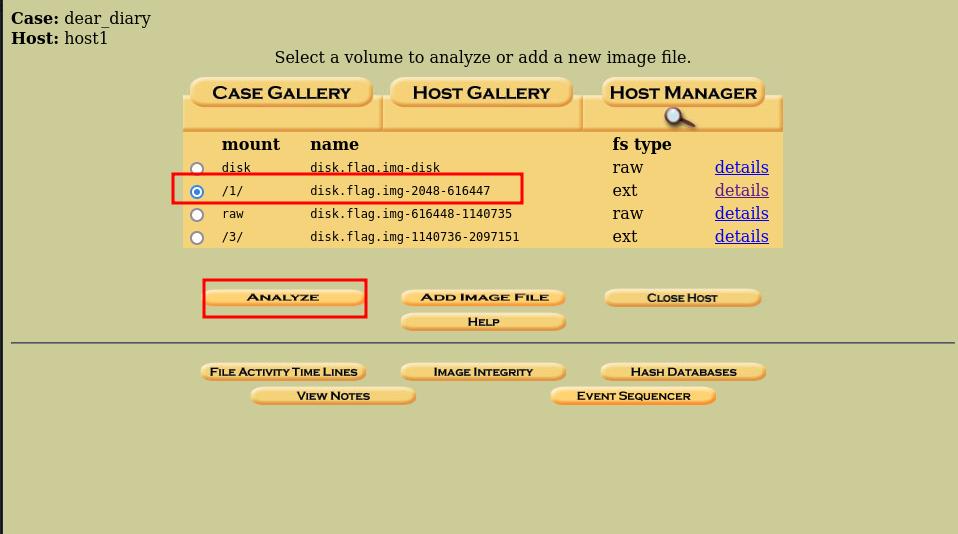 Case: dear_diary
Host: host1
Select a volume to analyze or add a new image file.
CASE GALLERY HOST GALLERY HOST MANAGER
mount name fs type
disk disk.flag.img-disk raw details
/1/ disk.flag.img-2048-616447 ext details
raw disk.flag.img-616448-1140735 raw details
/3/ disk.flag.img-1140736-2097151 ext details
ANALYZE ADD IMAGE FILE CLOSE HOST
HELP
FILE ACTIVITY TIME LINES IMAGE INTEGRITY HASH DATABASES
VIEW NOTES EVENT SEQUENCER